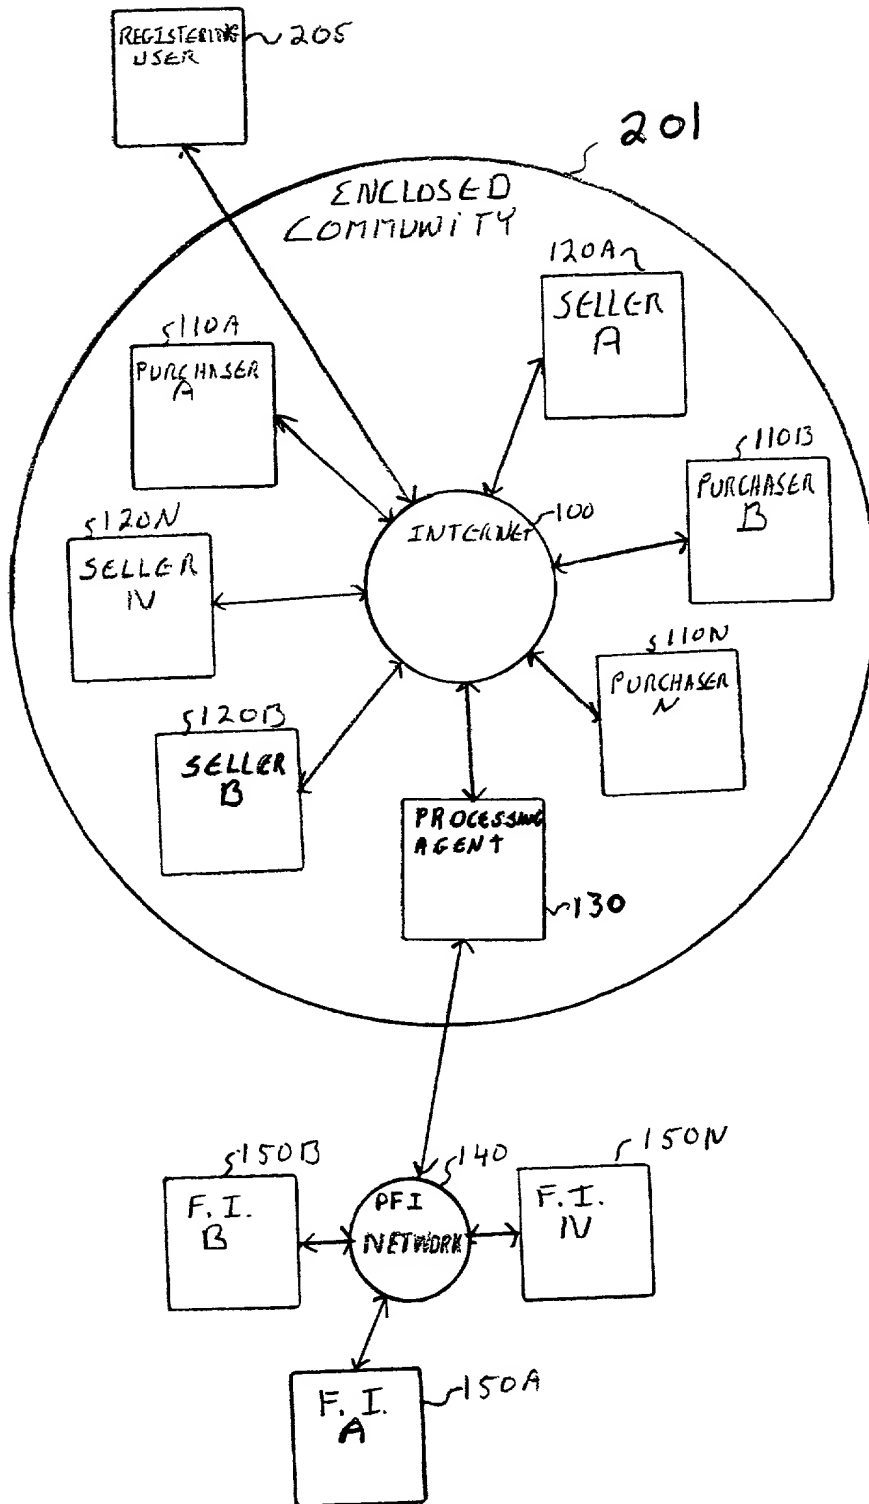 REGISTERING
USER
205
201
ENCLOSED
COMMUNITY
120A
SELLER
A
110A
PURCHASER
A
110B
PURCHASER
B
INTERNET
100
120N
SELLER
N
110N
PURCHASER
N
120B
SELLER
B
PROCESSING
AGENT
130
150B
F. I.
B
140
PFI
NETWORK
150N
F. I.
N
150A
F. I.
A